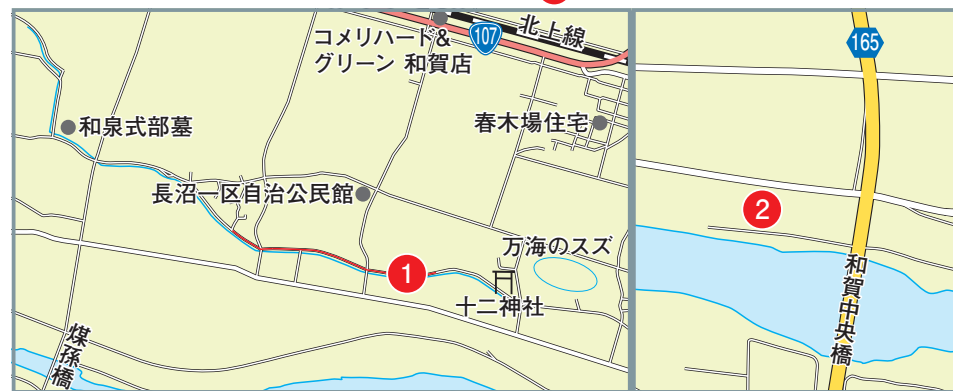 コメリハード&
グリーン 和賀店
107
北上線
和泉式部墓
春木場住宅
長沼一区自治公民館
万海のスズ
1
十二神社
煤孫橋
165
2
和賀中央橋